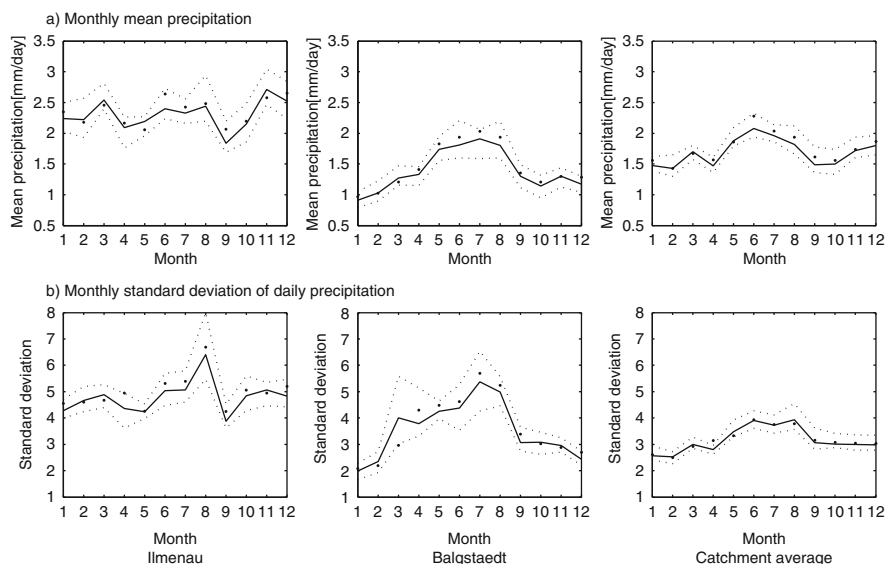 a) Monthly mean precipitation
Mean precipitation[mm/day]
3.5
3
2.5
2
1.5
1
0.5
1 2 3 4 5 6 7 8 9 10 11 12
Month
Mean precipitation[mm/day]
3.5
3
2.5
2
1.5
1
0.5
1 2 3 4 5 6 7 8 9 10 11 12
Month
Mean precipitation[mm/day]
3.5
3
2.5
2
1.5
1
0.5
1 2 3 4 5 6 7 8 9 10 11 12
Month
b) Monthly standard deviation of daily precipitation
Standard deviation
8
7
6
5
4
3
2
1
1 2 3 4 5 6 7 8 9 10 11 12
Month
Ilmenau
Standard deviation
8
7
6
5
4
3
2
1
1 2 3 4 5 6 7 8 9 10 11 12
Month
Balgstaedt
Standard deviation
8
7
6
5
4
3
2
1
1 2 3 4 5 6 7 8 9 10 11 12
Month
Catchment average